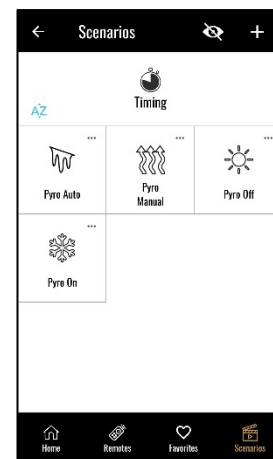 Scenarios
Timing
AZ
Pyro Auto
Pyro
Manual
Pyro Off
Pyro On
Home
Remotes
Favorites
Scenarios